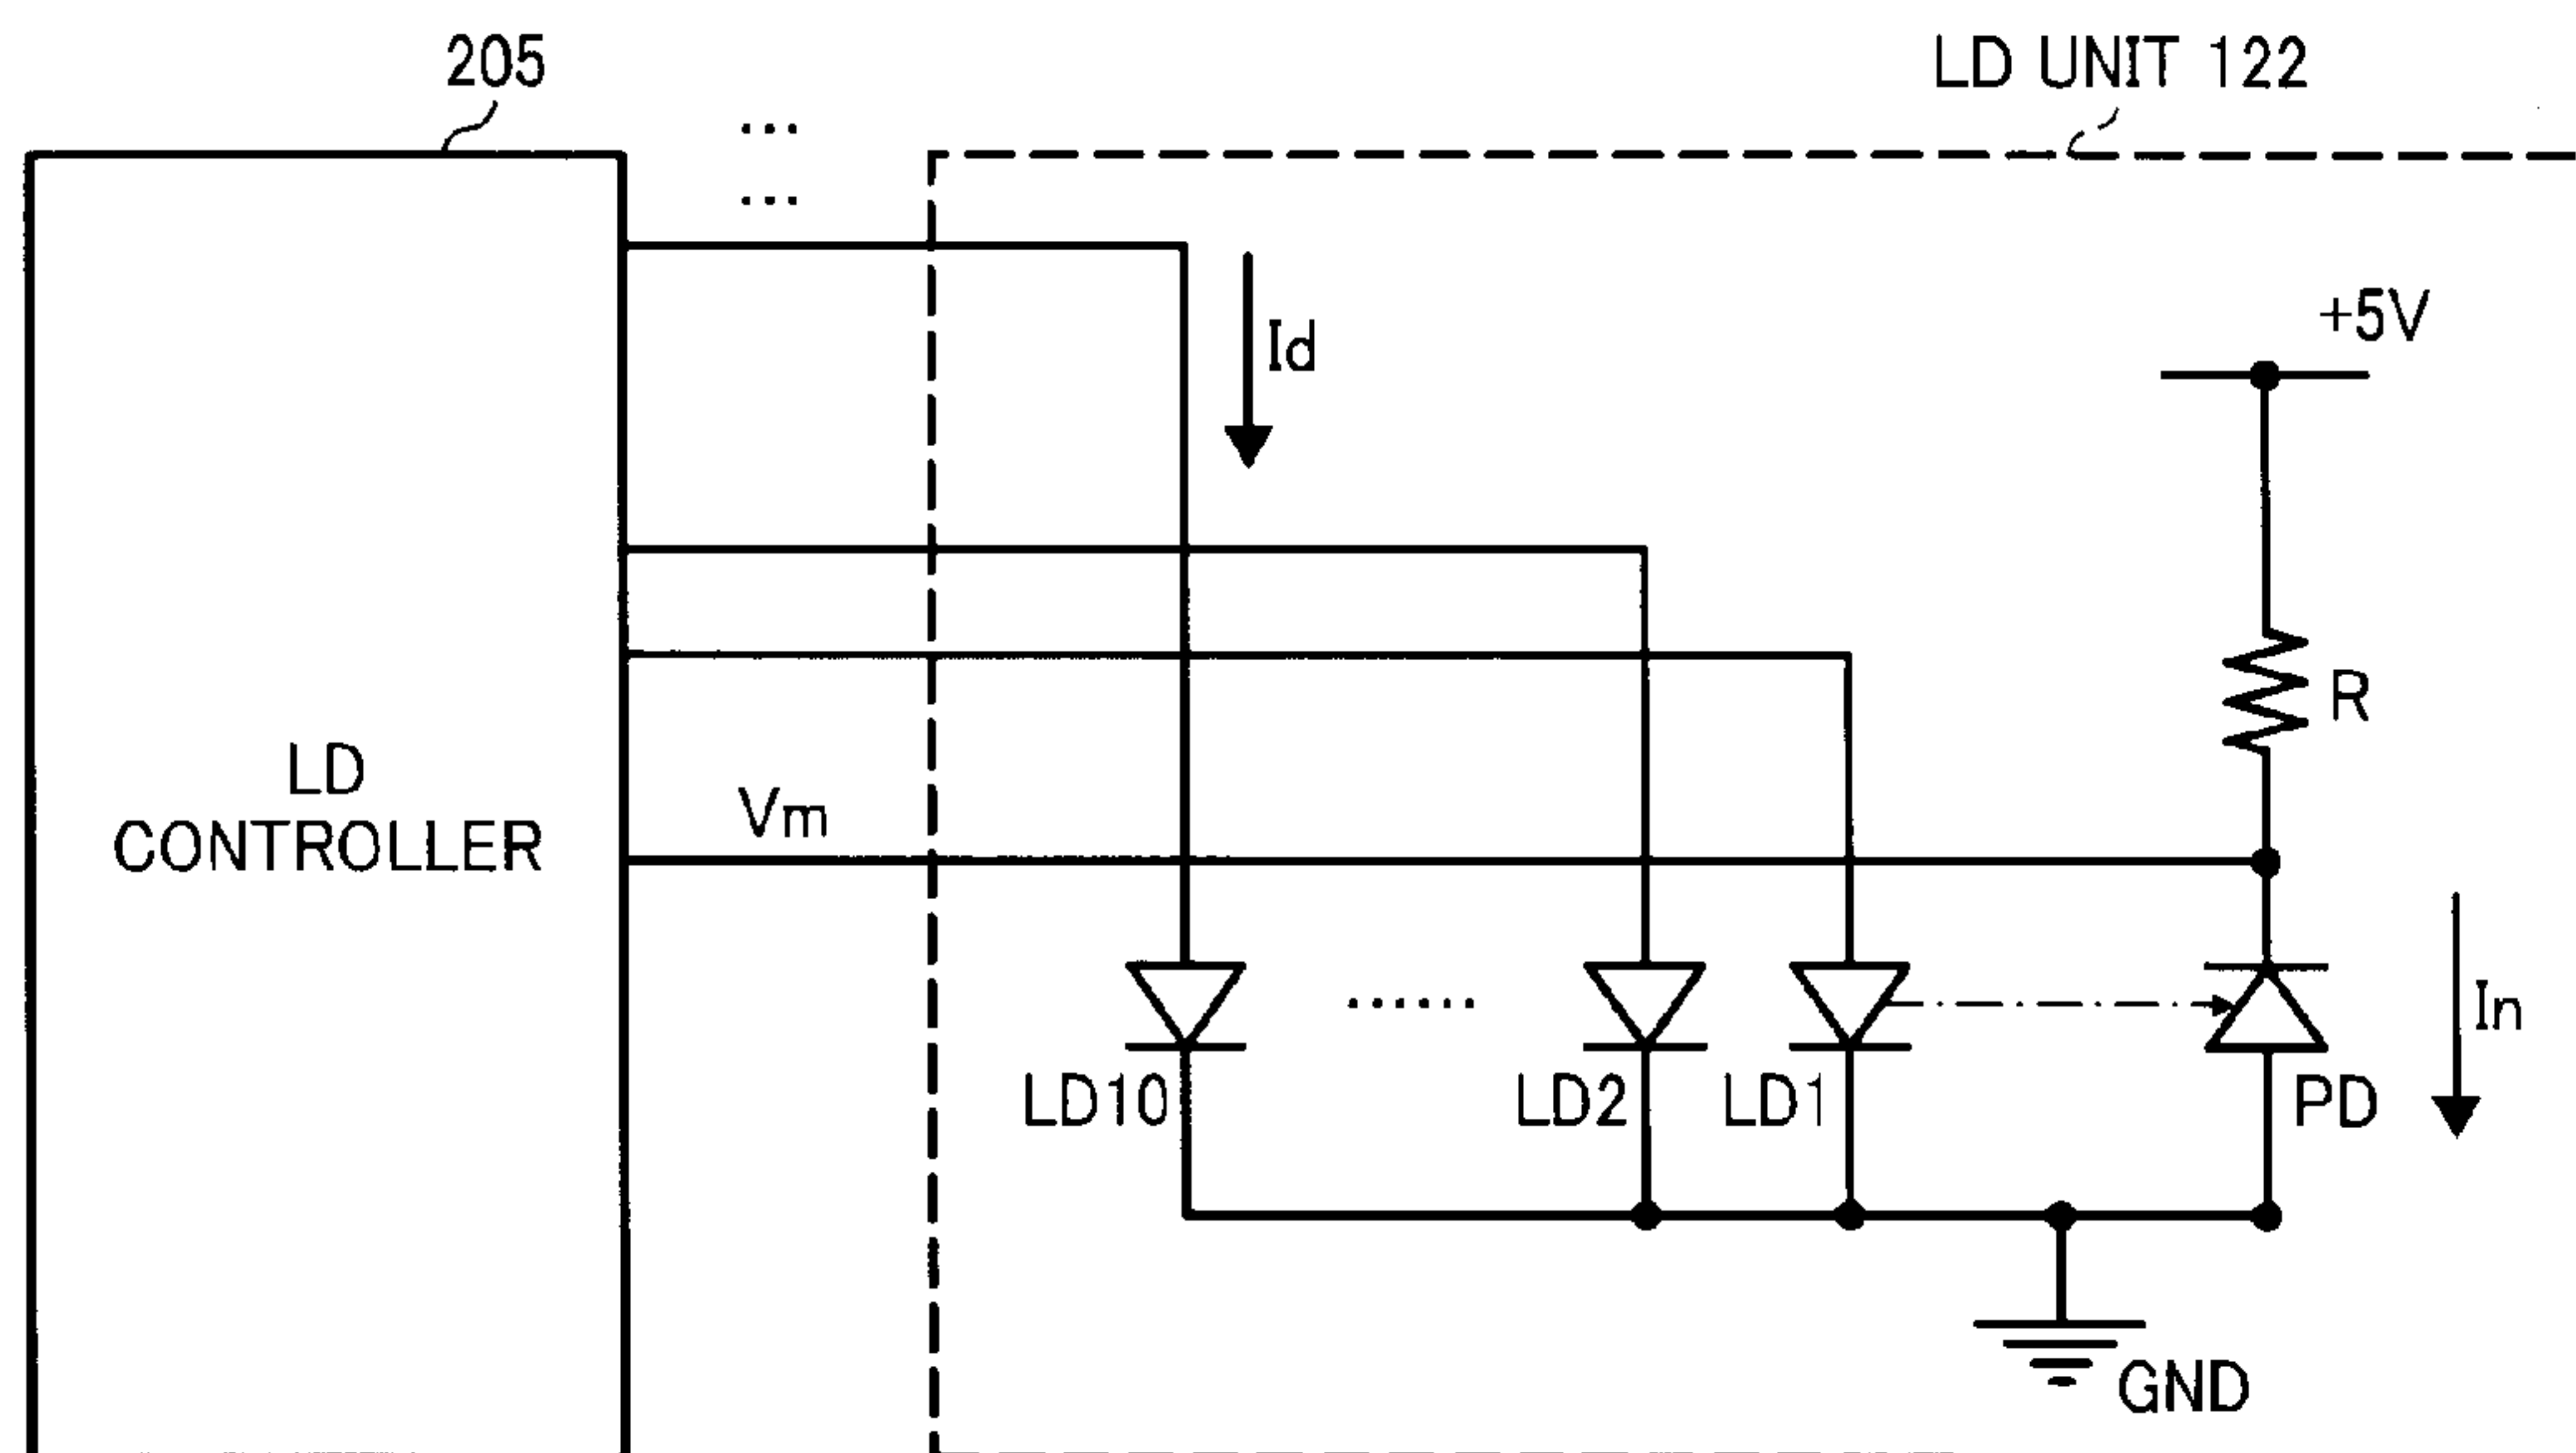 205
LD UNIT 122
...
...
Id
+5V
R
LD
CONTROLLER
Vm
......
In
LD10
LD2
LD1
PD
GND